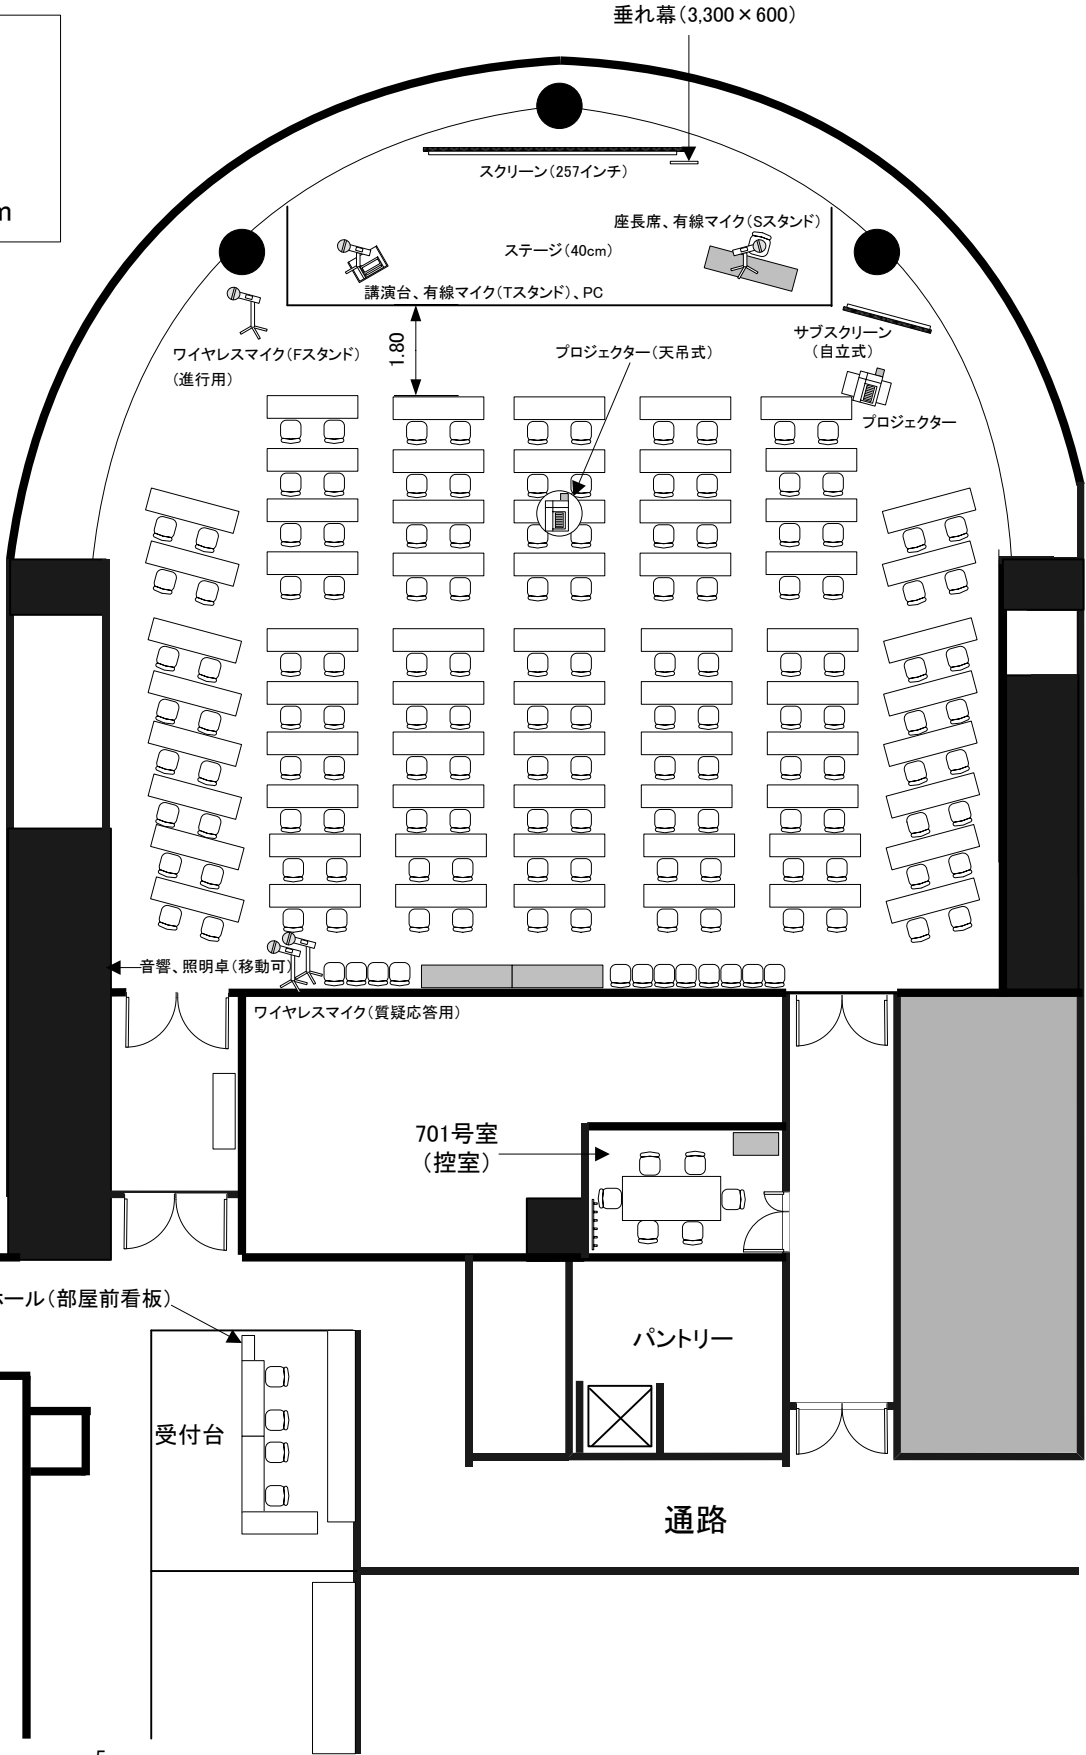 垂れ幕(3,300×600)
m
スクリーン(257インチ)
座長席、有線マイク(Sスタンド)
ステージ(40cm)
講演台、有線マイク(Tスタンド)、PC
ワイヤレスマイク(Fスタンド)
(進行用)
1.80
プロジェクター(天吊式)
サブスクリーン
(自立式)
プロジェクター
音響、照明卓(移動可)
ワイヤレスマイク(質疑応答用)
701号室
(控室)
ホール(部屋前看板)
パントリー
受付台
通路
5